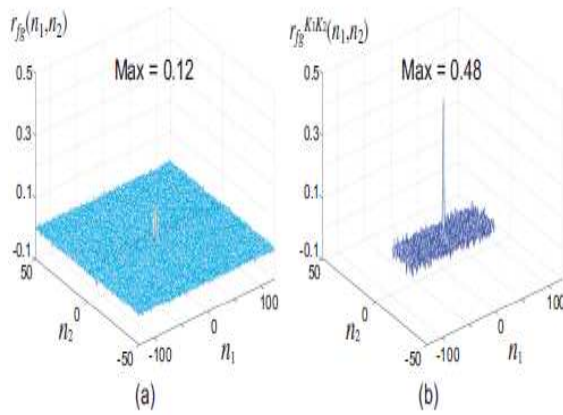 r_fg(n₁,n₂)
Max = 0.12
0.5
0.3
0.1
-0.1
50
0
-50
n₂
-100
0
100
n₁
(a)
r_fg^K₁K₂(n₁,n₂)
Max = 0.48
0.5
0.3
0.1
-0.1
50
0
-50
n₂
-100
0
100
n₁
(b)